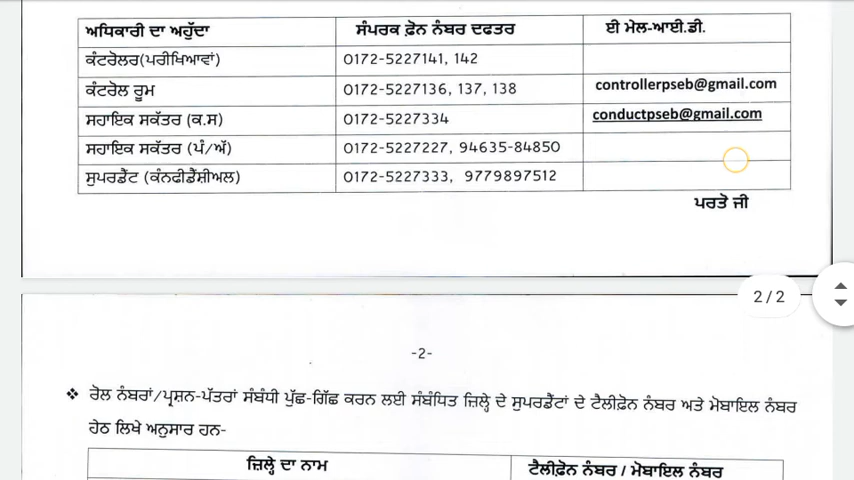 ਅਧਿਕਾਰੀ ਦਾ ਅਹੁੱਦਾ ਸੰਪਰਕ ਫ਼ੋਨ ਨੰਬਰ ਦਫਤਰ ਈ ਮੇਲ-ਆਈ.ਡੀ.
ਕੰਟਰੋਲਰ(ਪਰੀਖਿਆਵਾਂ) 0172-5227141, 142
ਕੰਟਰੋਲ ਰੂਮ 0172-5227136, 137, 138 controllerpseb@gmail.com
ਸਹਾਇਕ ਸਕੱਤਰ (ਕ.ਸ) 0172-5227334 conductpseb@gmail.com
ਸਹਾਇਕ ਸਕੱਤਰ (ਪੰ/ਅੱ) 0172-5227227, 94635-84850
ਸੁਪਰਡੈਂਟ (ਕੰਨਫੀਡੈਂਸ਼ੀਅਲ) 0172-5227333, 9779897512
ਪਰਤੋ ਜੀ
2/2
-2-
❖ ਰੋਲ ਨੰਬਰਾਂ/ਪ੍ਰਸ਼ਨ-ਪੱਤਰਾਂ ਸੰਬੰਧੀ ਪੁੱਛ-ਗਿੱਛ ਕਰਨ ਲਈ ਸੰਬੰਧਿਤ ਜ਼ਿਲ੍ਹੇ ਦੇ ਸੁਪਰਡੈਂਟਾਂ ਦੇ ਟੈਲੀਫ਼ੋਨ ਨੰਬਰ ਅਤੇ ਮੋਬਾਇਲ ਨੰਬਰ
ਹੇਠ ਲਿਖੇ ਅਨੁਸਾਰ ਹਨ-
ਜ਼ਿਲ੍ਹੇ ਦਾ ਨਾਮ ਟੈਲੀਫ਼ੋਨ ਨੰਬਰ / ਮੋਬਾਇਲ ਨੰਬਰ